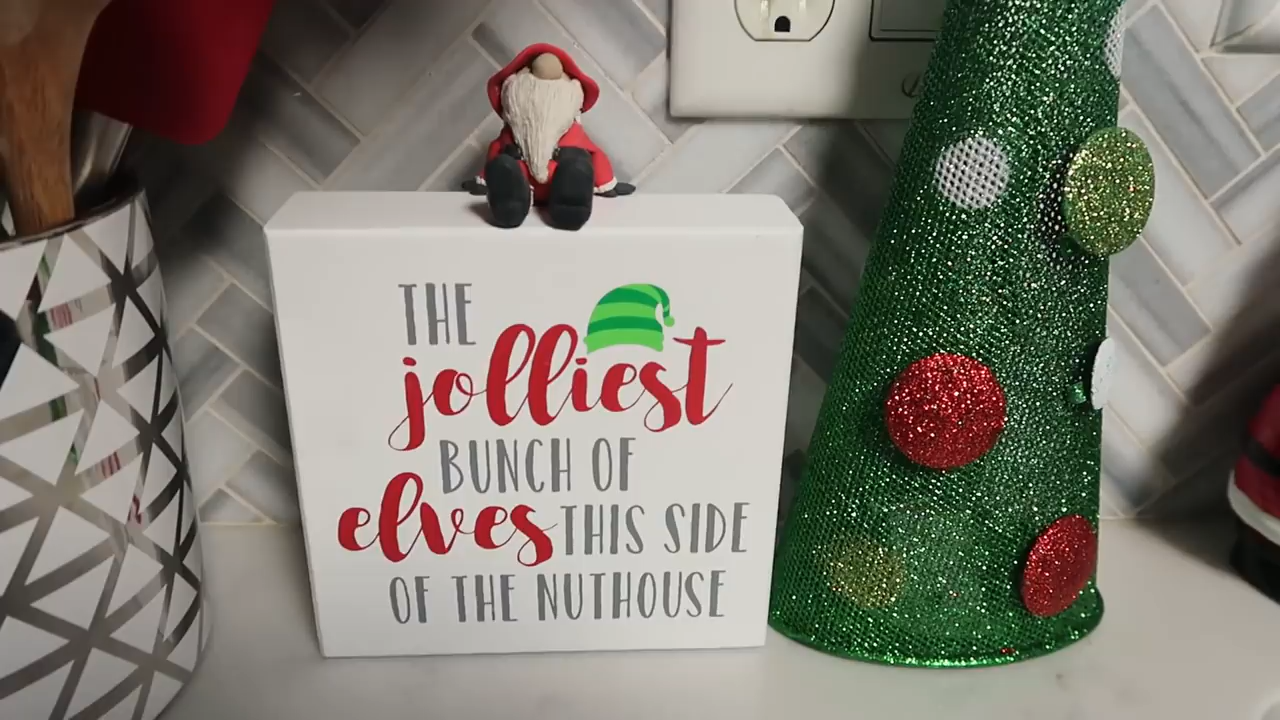 THE
jolliest
BUNCH OF
elves THIS SIDE
OF THE NUTHOUSE